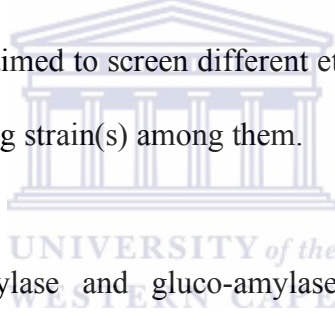 imed to screen different et
g strain(s) among them.
UNIVERSITY of the
ylase and gluco-amylase
WESTERN CAPE